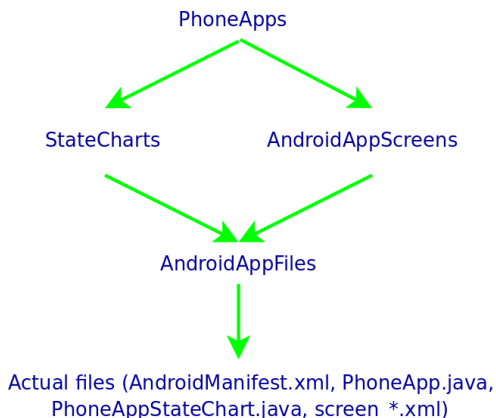 PhoneApps
StateCharts
AndroidAppScreens
AndroidAppFiles
Actual files (AndroidManifest.xml, PhoneApp.java,
PhoneAppStateChart.java, screen_*.xml)